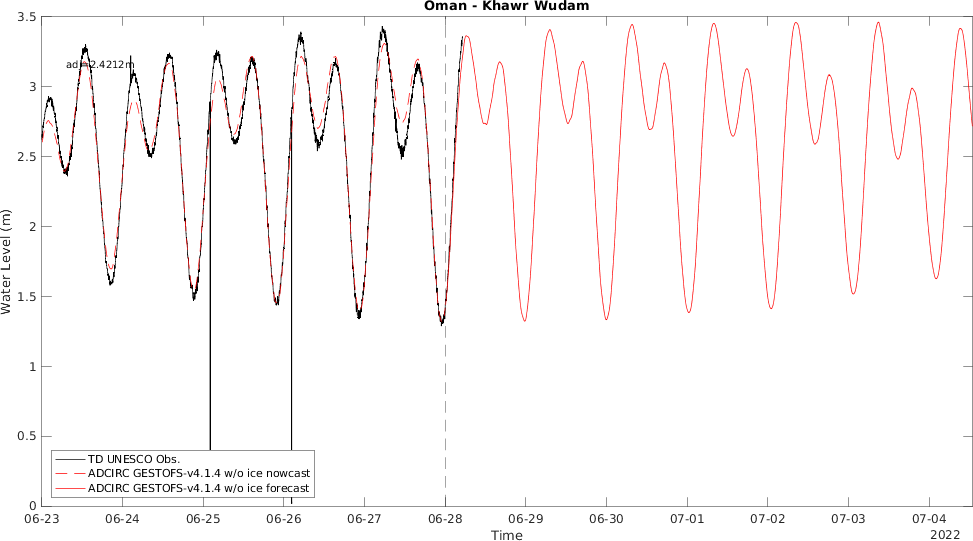 Oman - Khawr Wudam
3.5
3
2.5
2
1.5
1
0.5
0
Water Level (m)
adj=2.4212m
TD UNESCO Obs.
ADCIRC GESTOFS-v4.1.4 w/o ice nowcast
ADCIRC GESTOFS-v4.1.4 w/o ice forecast
06-23 06-24 06-25 06-26 06-27 06-28 06-29 06-30 07-01 07-02 07-03 07-04
Time
2022